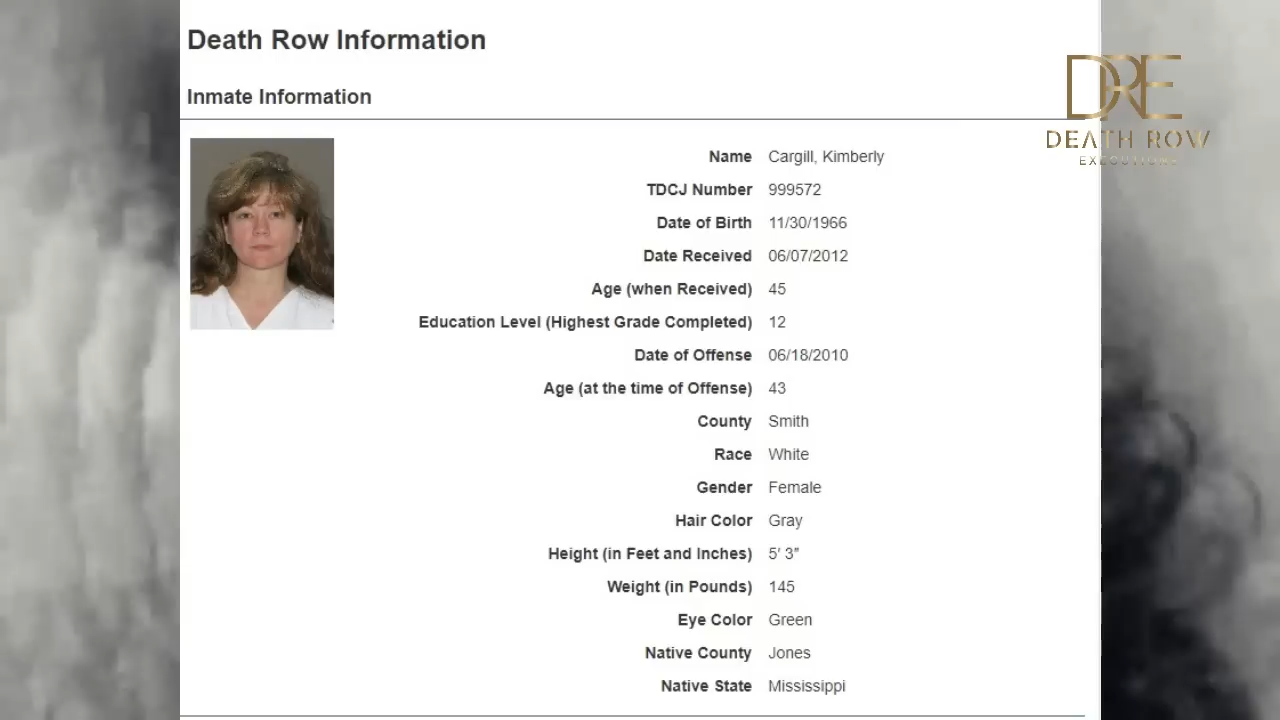 Death Row Information
Inmate Information
DRE
DEATH ROW
EXECUTIONS
Name Cargill, Kimberly
TDCJ Number 999572
Date of Birth 11/30/1966
Date Received 06/07/2012
Age (when Received) 45
Education Level (Highest Grade Completed) 12
Date of Offense 06/18/2010
Age (at the time of Offense) 43
County Smith
Race White
Gender Female
Hair Color Gray
Height (in Feet and Inches) 5′ 3″
Weight (in Pounds) 145
Eye Color Green
Native County Jones
Native State Mississippi